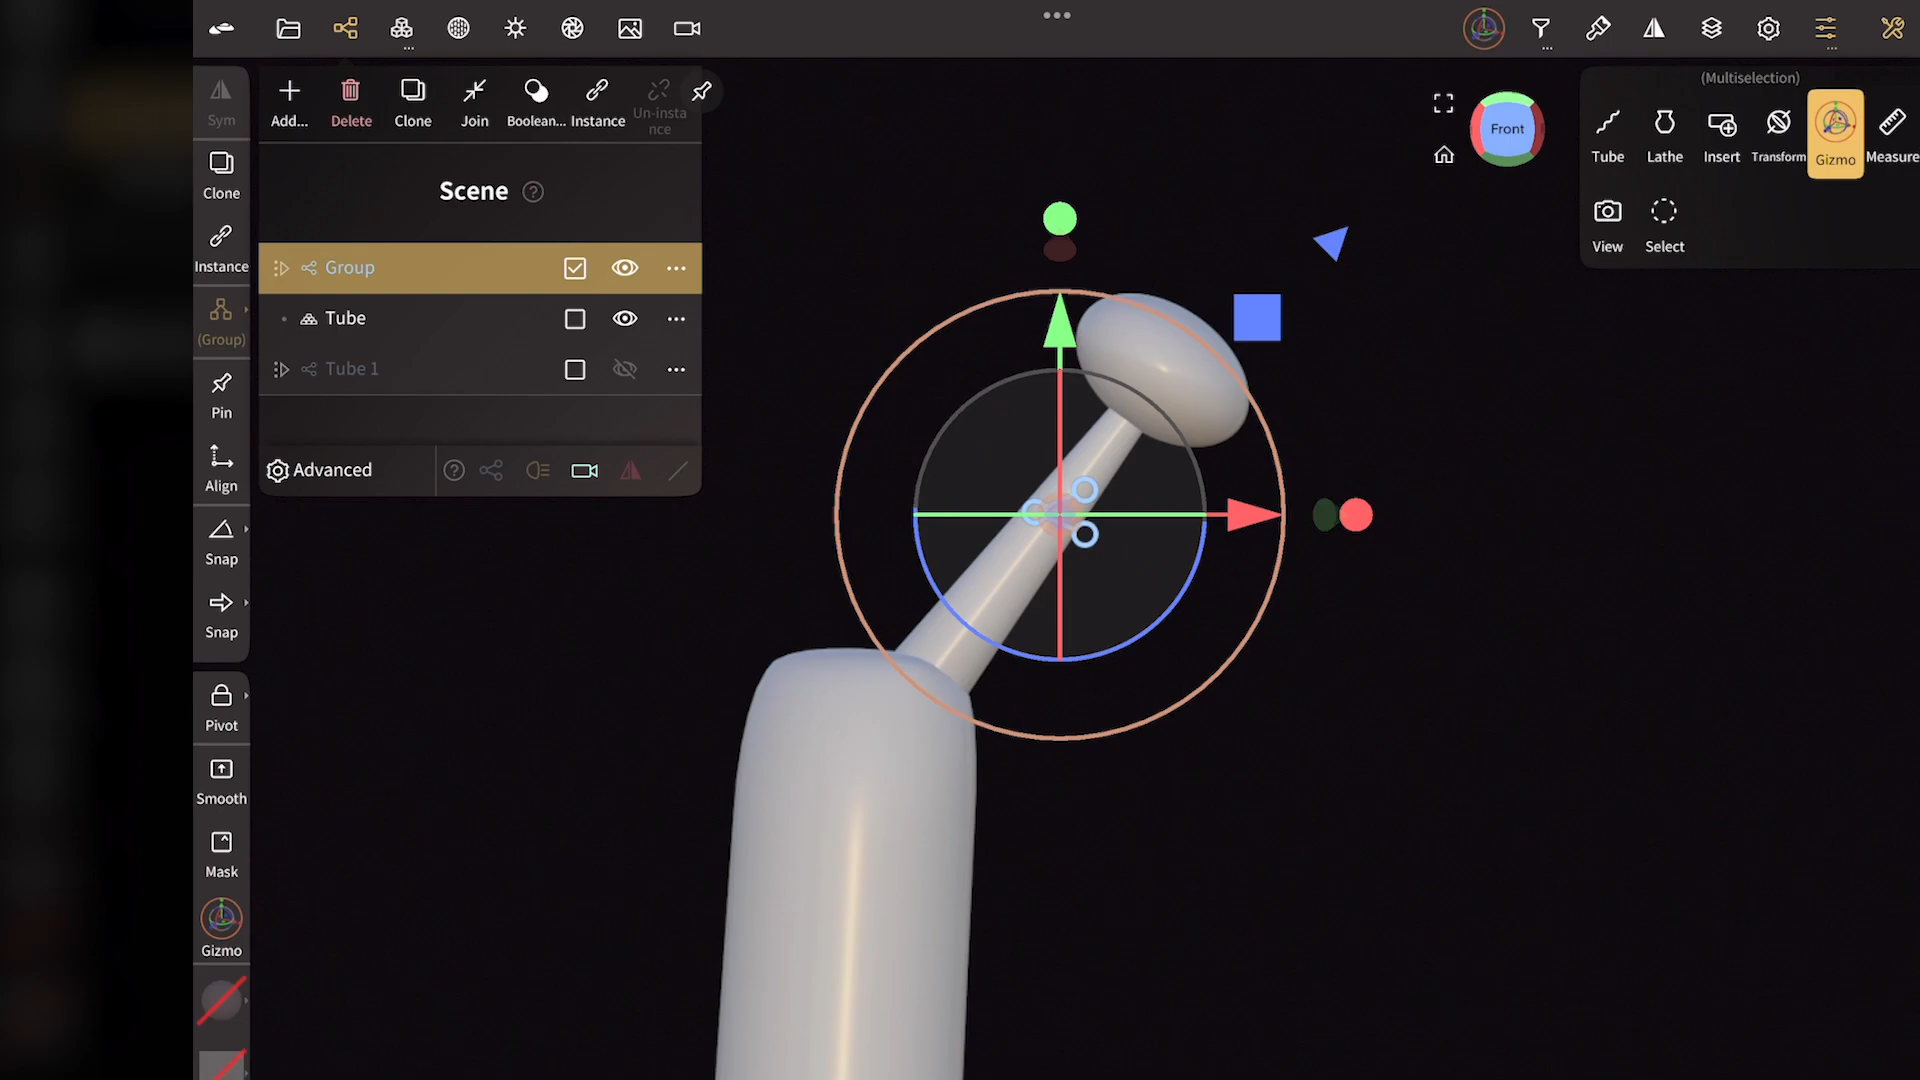 Sym
Clone
Instance
(Group)
Pin
Align
Snap
Snap
Pivot
Smooth
Mask
Gizmo
Add...
Delete
Clone
Join
Boolean...
Instance
Un-insta
nce
Scene
Group
Tube
Tube 1
Advanced
Front
(Multiselection)
Tube
Lathe
Insert
Transform
Gizmo
Measure
View
Select